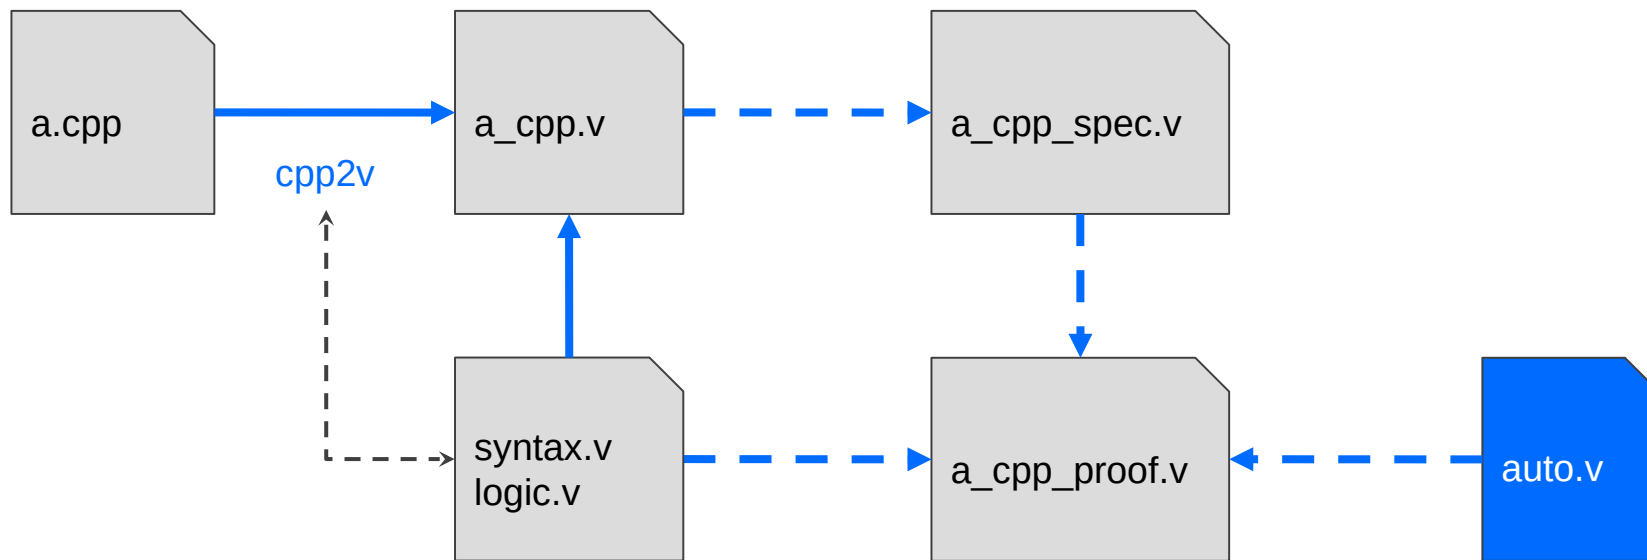 a.cpp
a_cpp.v
a_cpp_spec.v
cpp2v
syntax.v
logic.v
a_cpp_proof.v
auto.v